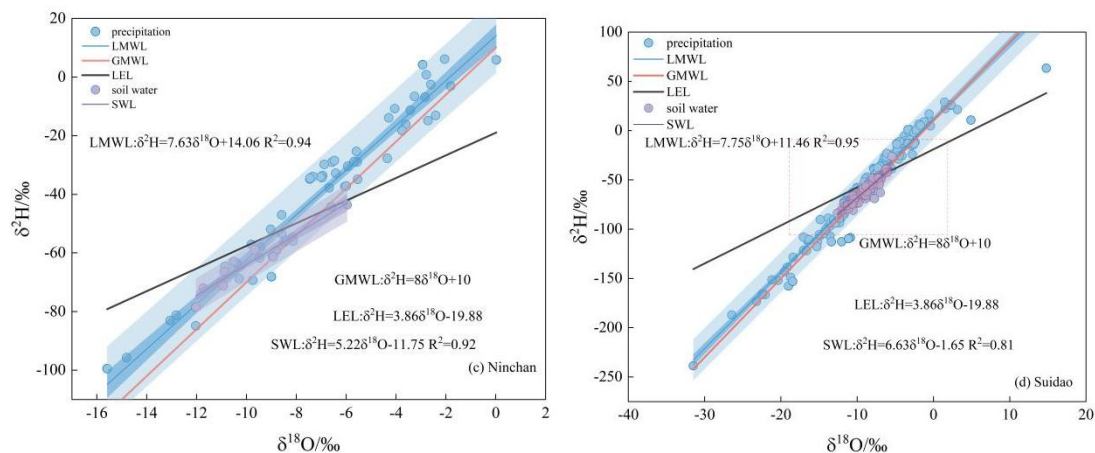 20
0
-20
-40
-60
-80
-100
δ²H/‰
precipitation
LMWL
GMWL
LEL
soil water
SWL
LMWL:δ²H=7.63δ¹⁸O+14.06 R²=0.94
GMWL:δ²H=8δ¹⁸O+10
LEL:δ²H=3.86δ¹⁸O-19.88
SWL:δ²H=5.22δ¹⁸O-11.75 R²=0.92
(c) Ninchan
-16 -14 -12 -10 -8 -6 -4 -2 0 2
δ¹⁸O/‰
100
50
0
-50
-100
-150
-200
-250
δ²H/‰
precipitation
LMWL
GMWL
LEL
soil water
SWL
LMWL:δ²H=7.75δ¹⁸O+11.46 R²=0.95
GMWL:δ²H=8δ¹⁸O+10
LEL:δ²H=3.86δ¹⁸O-19.88
SWL:δ²H=6.63δ¹⁸O-1.65 R²=0.81
(d) Suidao
-40 -30 -20 -10 0 10 20
δ¹⁸O/‰